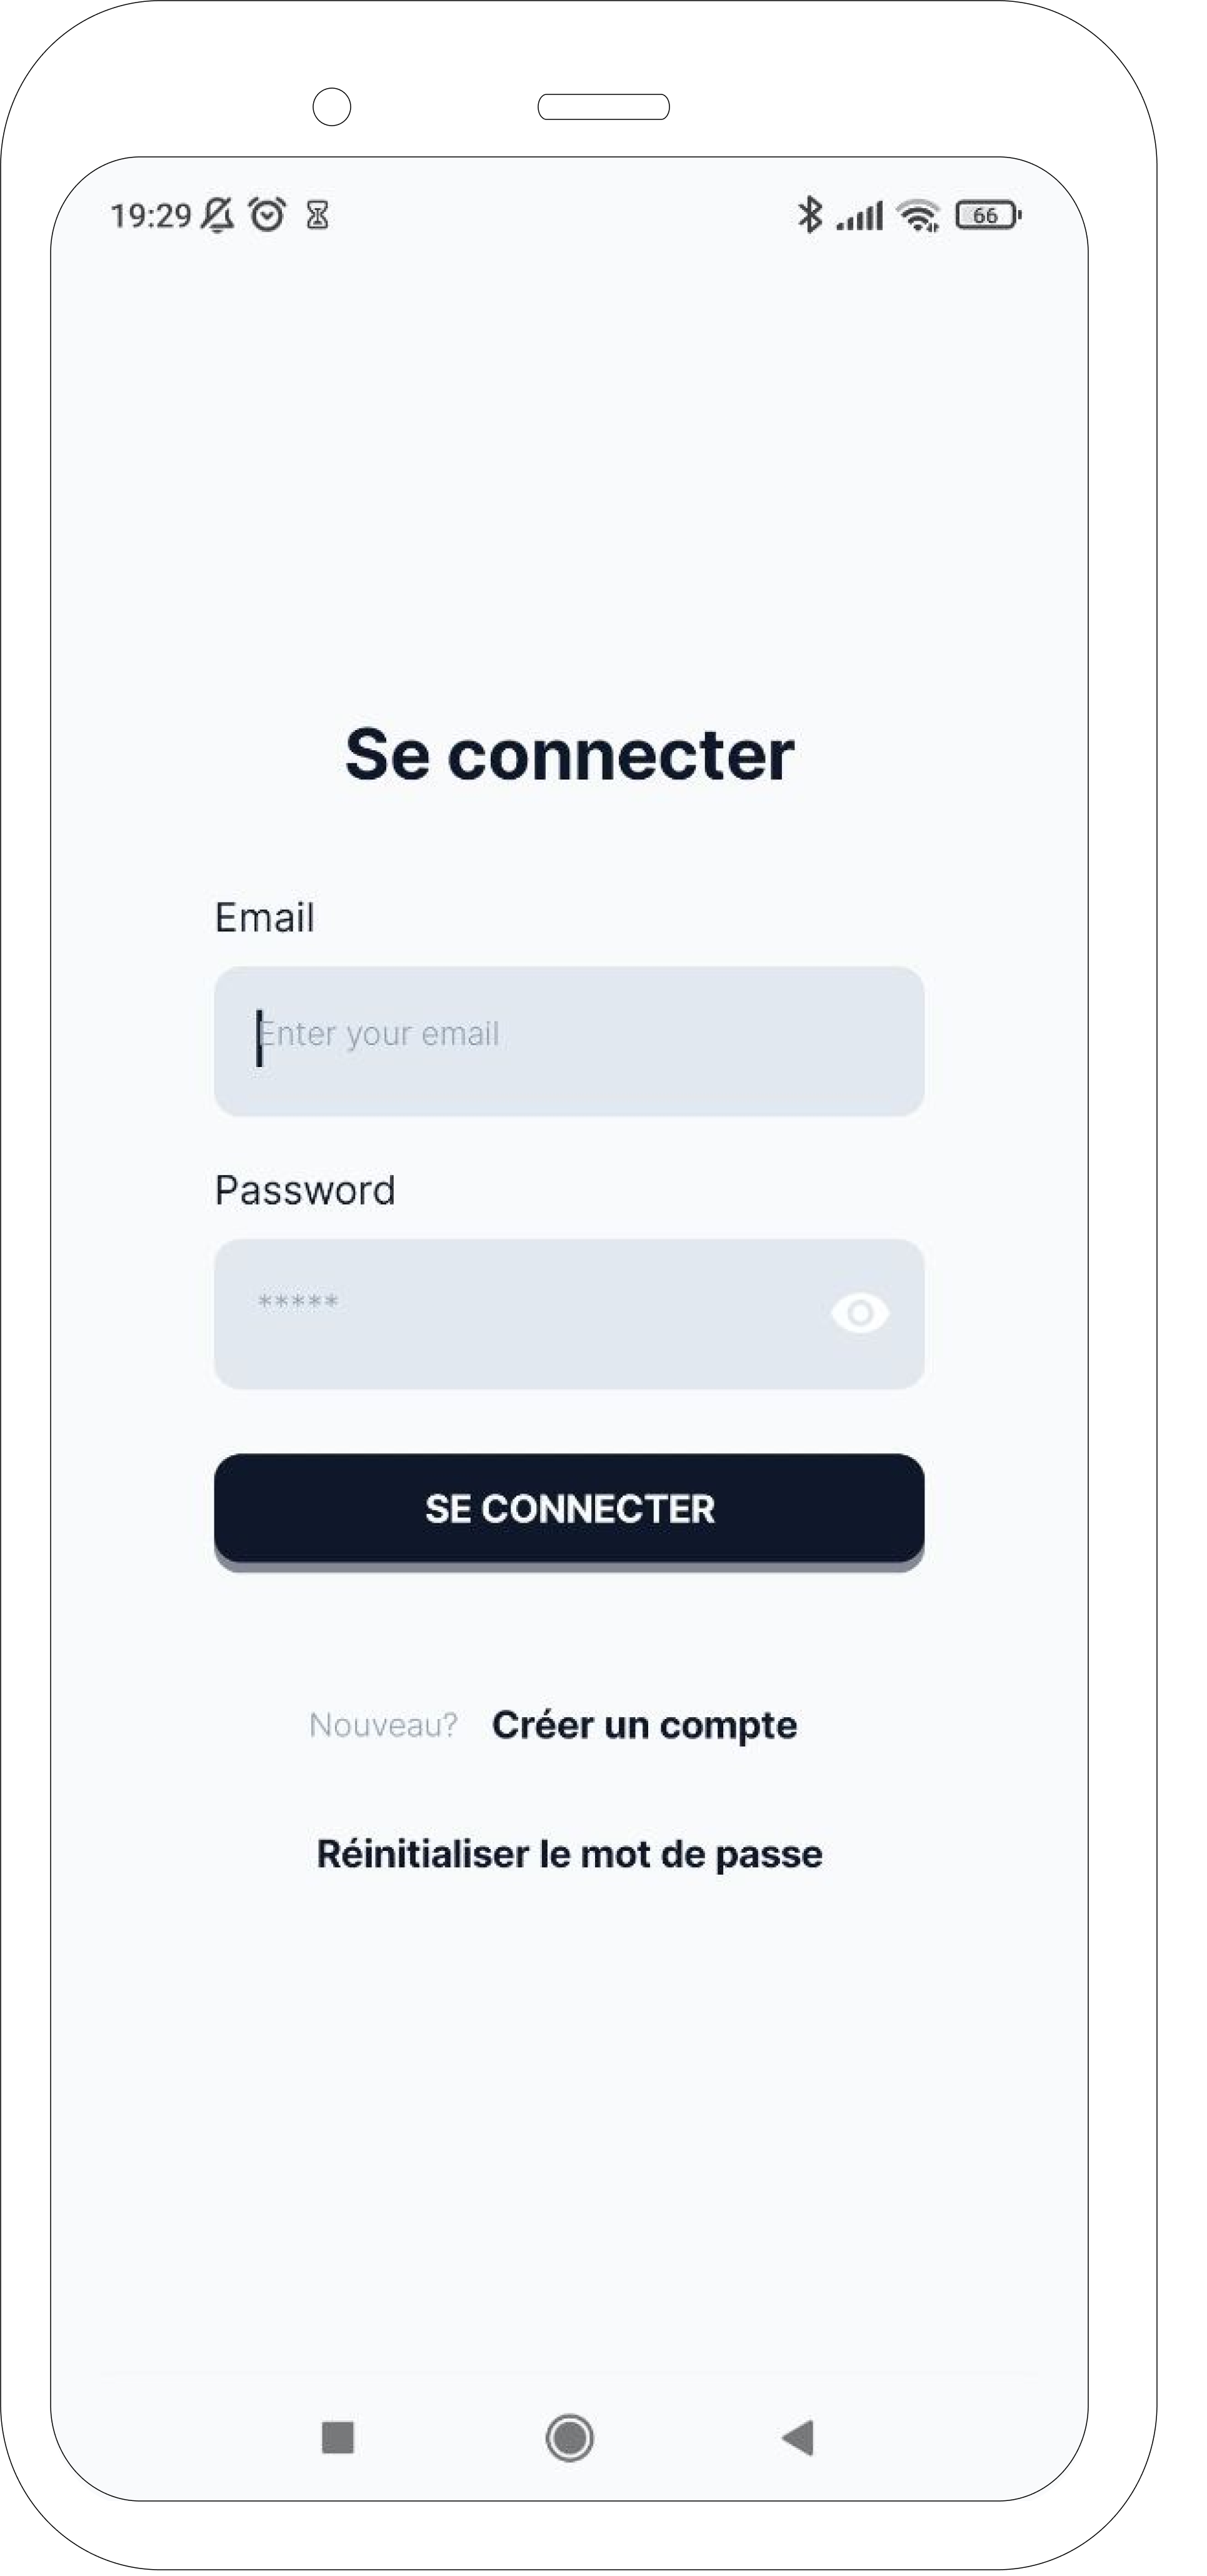 19:29
66
Se connecter
Email
Enter your email
Password
*****
SE CONNECTER
Nouveau? Créer un compte
Réinitialiser le mot de passe